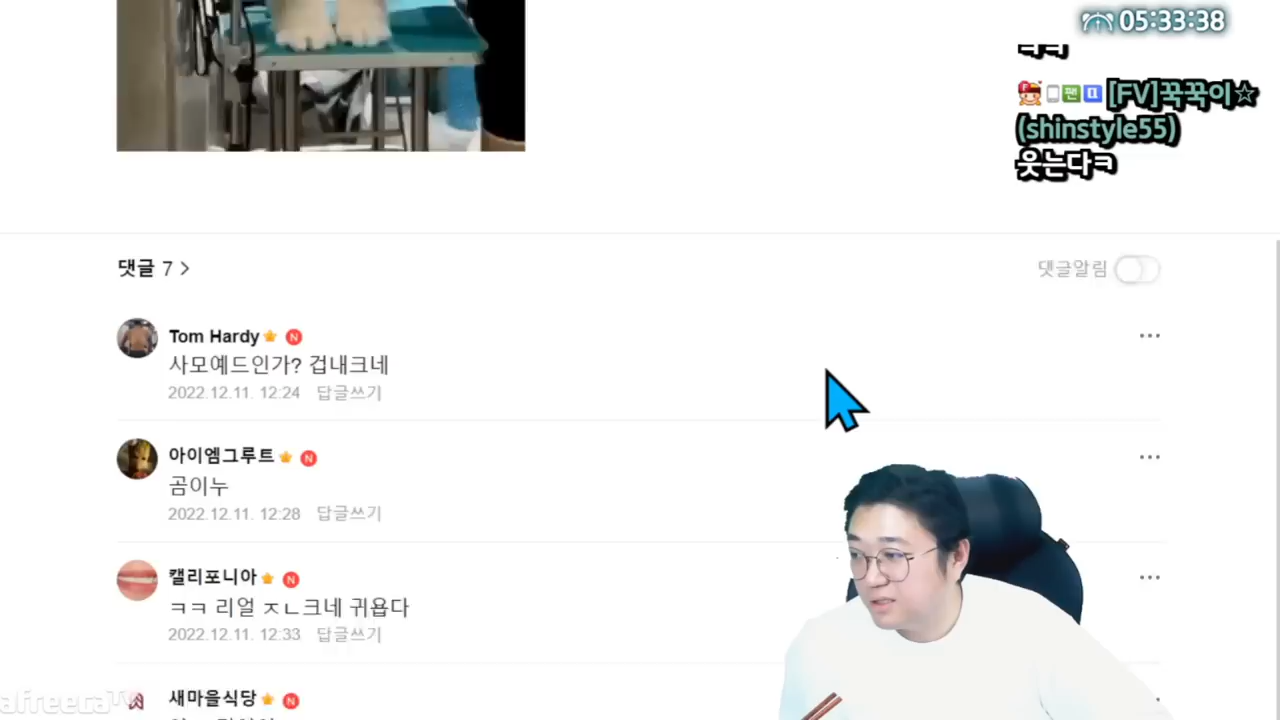 05:33:38
[FV]꾹꾹이☆
(shinstyle55)
웃는다ㅋ
댓글 7
댓글알림
Tom Hardy
사모예드인가? 겁내크네
2022.12.11. 12:24 답글쓰기
아이엠그루트
곰이누
2022.12.11. 12:28 답글쓰기
캘리포니아
ㅋㅋ 리얼 ㅈㄴ크네 귀욥다
2022.12.11. 12:33 답글쓰기
새마을식당
afreecaTV